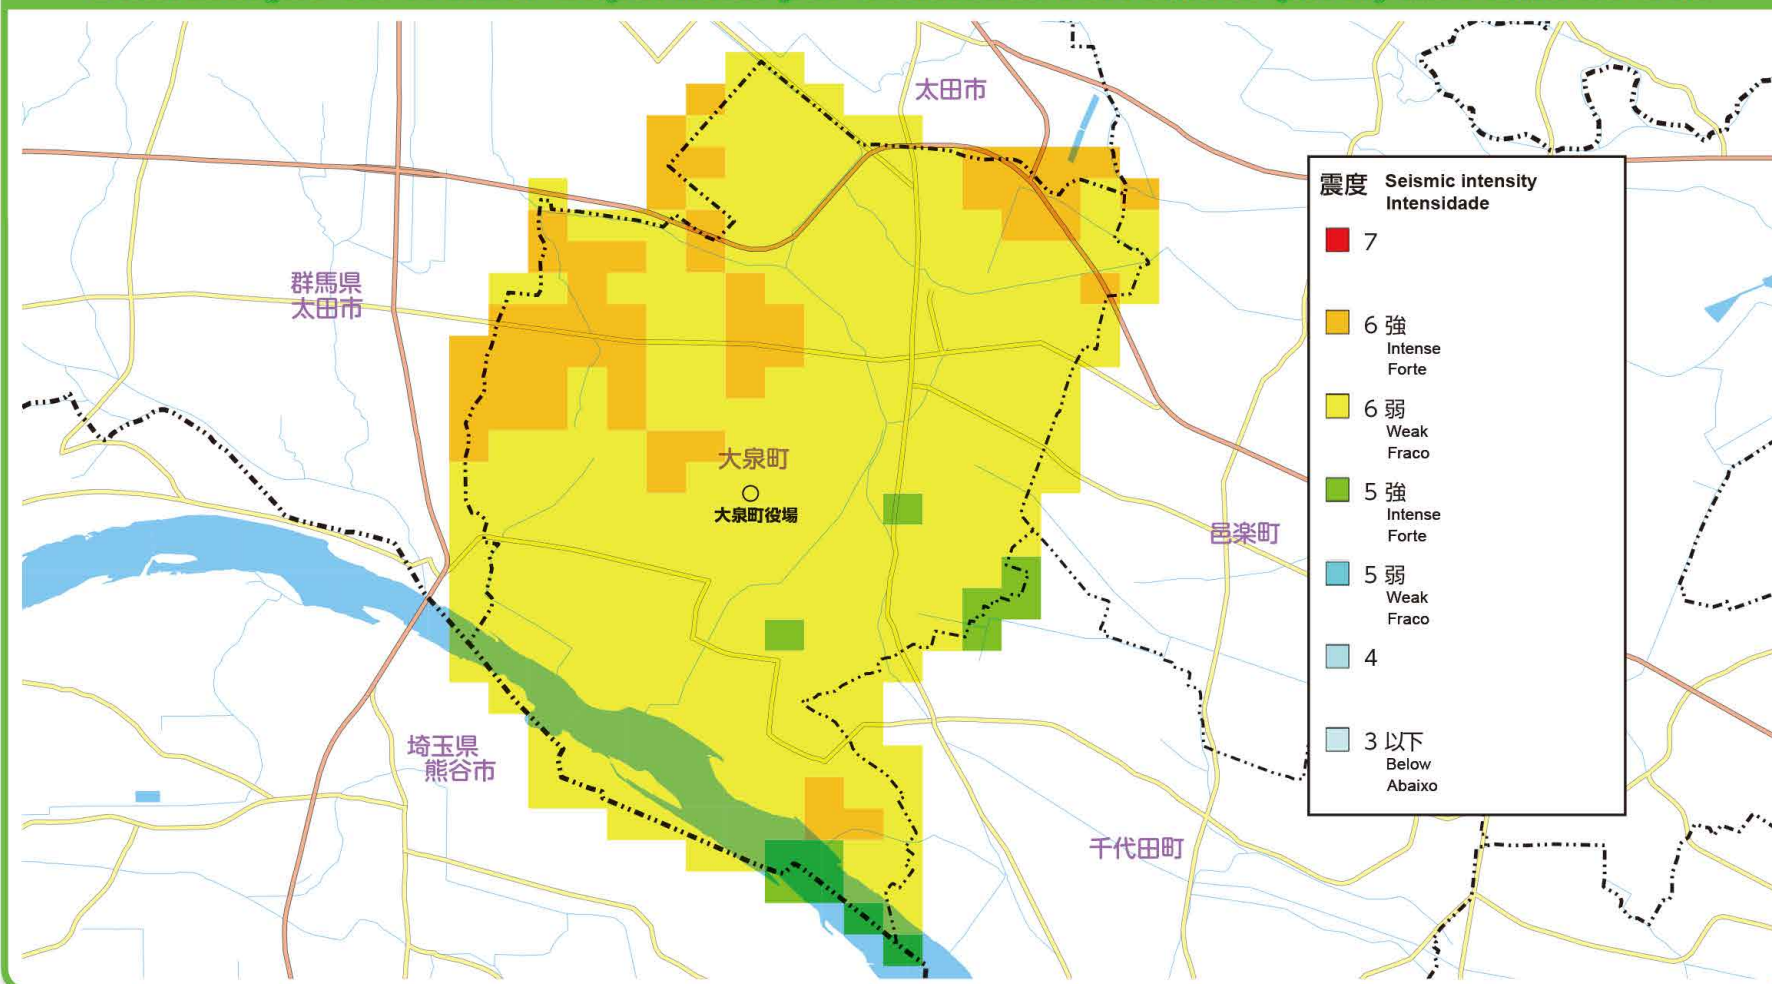 太田市
群馬県
太田市
大泉町
大泉町役場
邑楽町
埼玉県
熊谷市
千代田町
震度 Seismic intensity
Intensidade
7
6 強
Intense
Forte
6 弱
Weak
Fraco
5 強
Intense
Forte
5 弱
Weak
Fraco
4
3 以下
Below
Abaixo